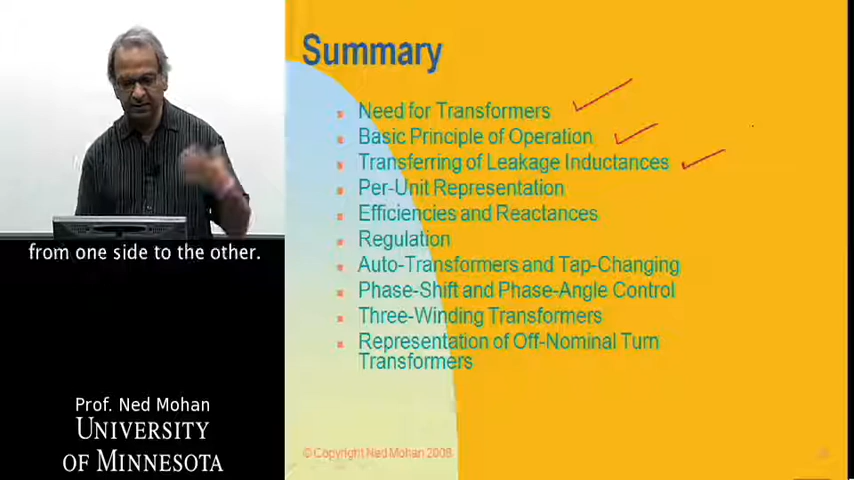 Summary
Need for Transformers
Basic Principle of Operation
Transferring of Leakage Inductances
Per-Unit Representation
Efficiencies and Reactances
Regulation
Auto-Transformers and Tap-Changing
Phase-Shift and Phase-Angle Control
Three-Winding Transformers
Representation of Off-Nominal Turn
Transformers
from one side to the other.
Prof. Ned Mohan
UNIVERSITY
OF MINNESOTA
© Copyright Ned Mohan 2008